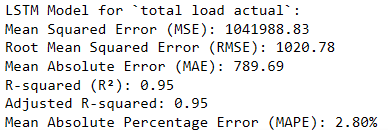 LSTM Model for `total load actual`:
Mean Squared Error (MSE): 1041988.83
Root Mean Squared Error (RMSE): 1020.78
Mean Absolute Error (MAE): 789.69
R-squared (R²): 0.95
Adjusted R-squared: 0.95
Mean Absolute Percentage Error (MAPE): 2.80%